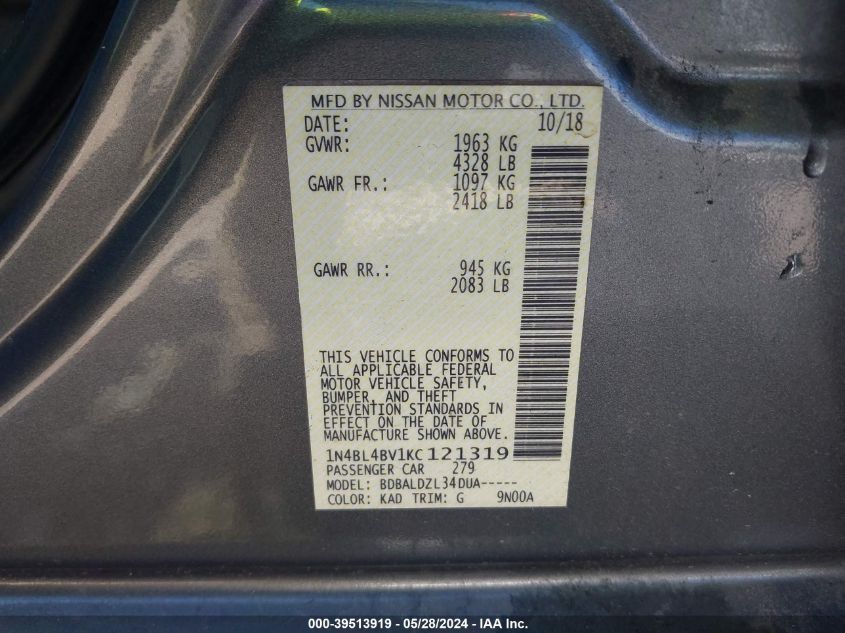 MFD BY NISSAN MOTOR CO., LTD.
DATE: 10/18
GVWR: 1963 KG
4328 LB
GAWR FR.: 1097 KG
2418 LB
GAWR RR.: 945 KG
2083 LB
THIS VEHICLE CONFORMS TO
ALL APPLICABLE FEDERAL
MOTOR VEHICLE SAFETY,
BUMPER, AND THEFT
PREVENTION STANDARDS IN
EFFECT ON THE DATE OF
MANUFACTURE SHOWN ABOVE.
1N4BL4BV1KC121319
PASSENGER CAR 279
MODEL: BDBALDZL34DUA-----
COLOR: KAD TRIM: G 9N00A
000-39513919 / 05/28/2024 - IAA Inc.